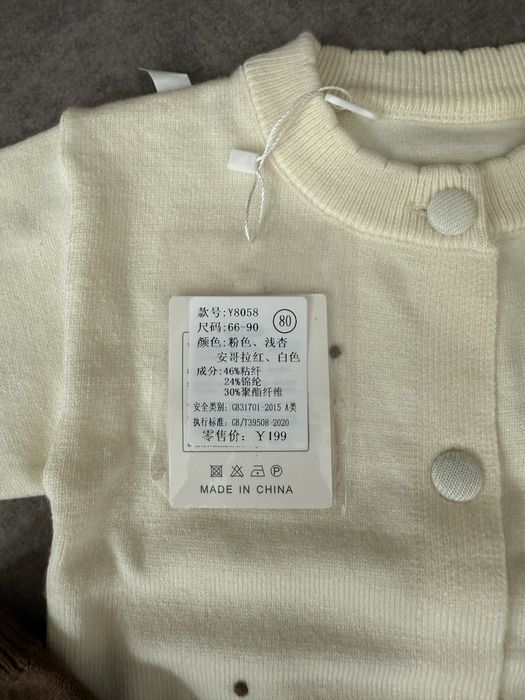 款号:Y8058
尺码:66-90
80
颜色:粉色、浅杏
安哥拉红、白色
成分:46%粘纤
24%锦纶
30%聚酯纤维
安全类别: GB31701-2015 A类
执行标准: GB/T39508-2020
零售价: ￥199
MADE IN CHINA